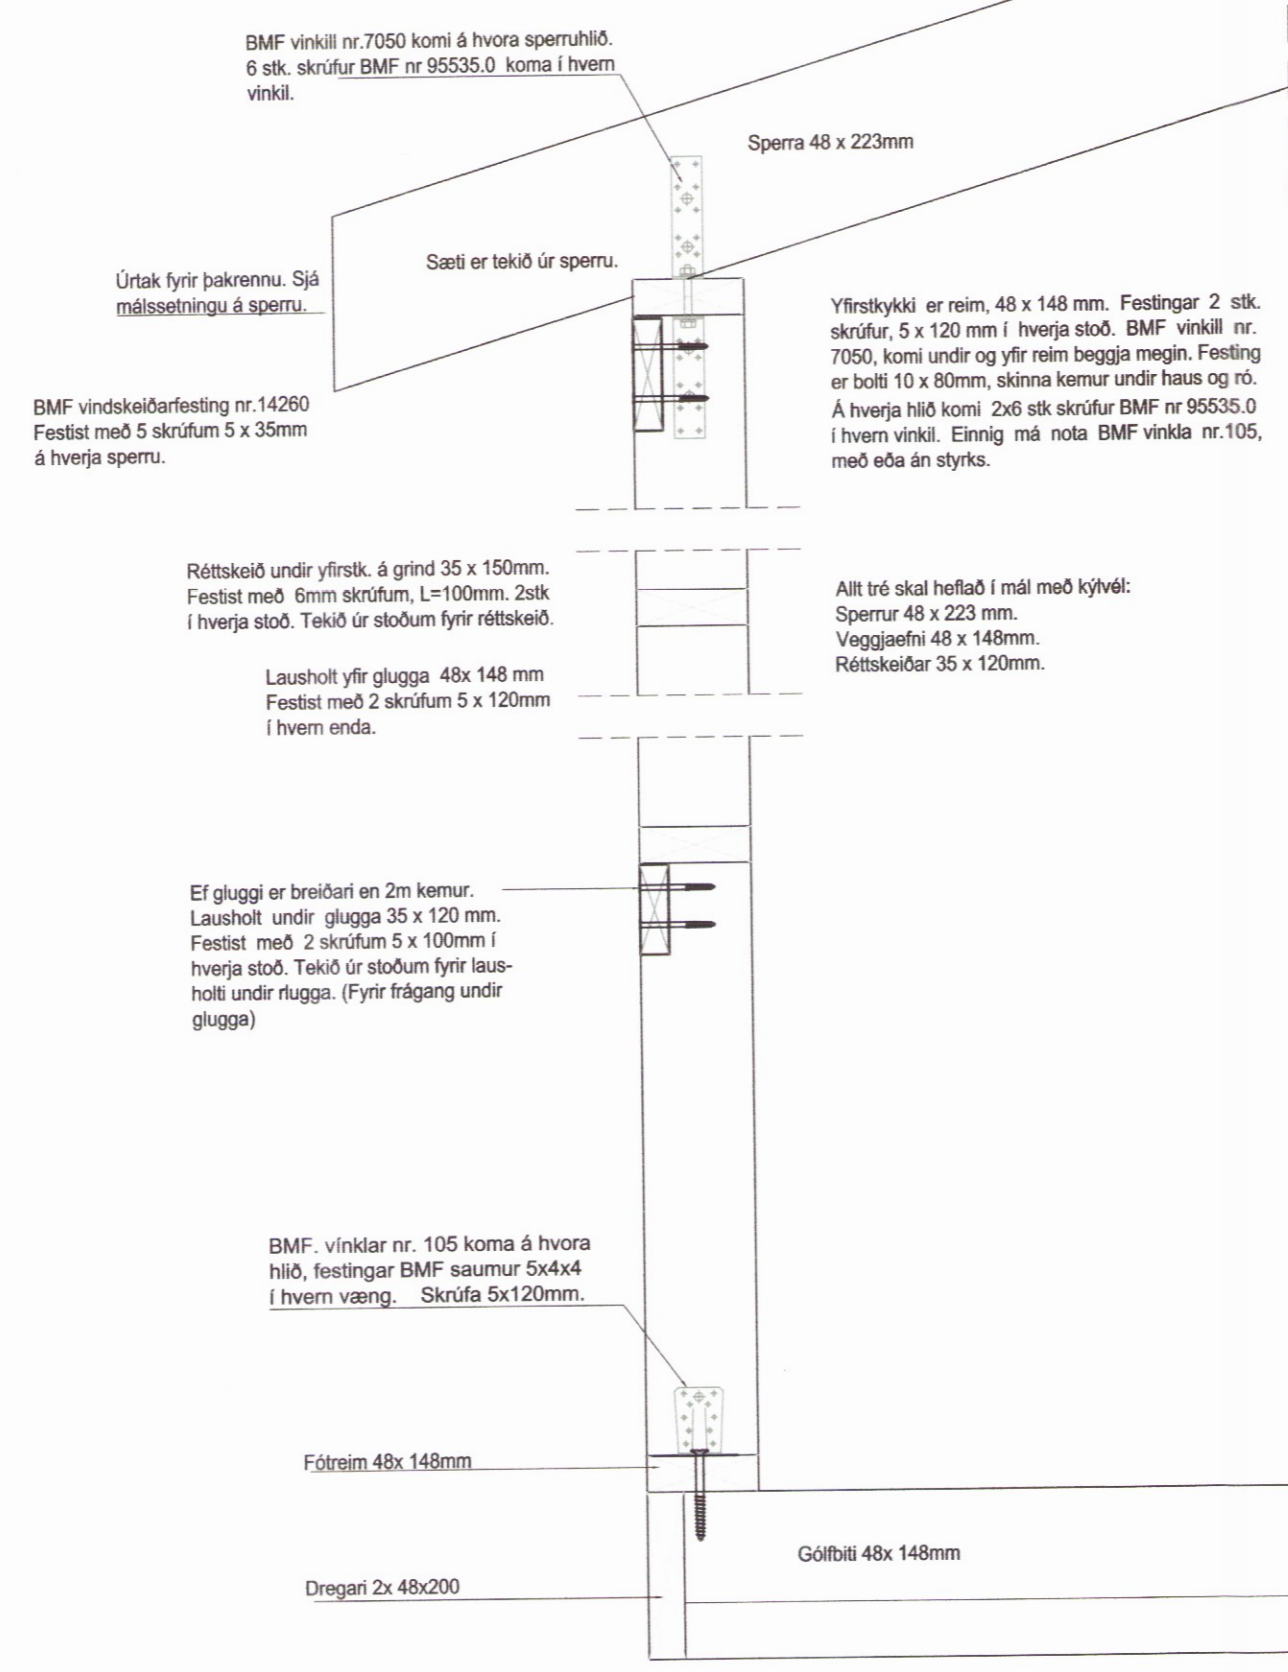 BMF vinkill nr.7050 komi á hvora sperruhlið.
6 stk. skrúfur BMF nr 95535.0 koma í hvern
vinkil.
Sperra 48 x 223mm
Sæti er tekið úr sperru.
Úrtak fyrir þakrennu. Sjá
málssetningu á sperru.
Yfirstkykki er reim, 48 x 148 mm. Festingar 2 stk.
skrúfur, 5 x 120 mm í hverja stoð. BMF vinkill nr.
7050, komi undir og yfir reim beggja megin. Festing
er bolti 10 x 80mm, skinna kemur undir haus og ró.
Á hverja hlið komi 2x6 stk skrúfur BMF nr 95535.0
í hvern vinkil. Einnig má nota BMF vinkla nr.105,
með eða án styrks.
BMF vindskeiðarfesting nr.14260
Festist með 5 skrúfum 5 x 35mm
á hverja sperru.
Réttskeið undir yfirstk. á grind 35 x 150mm.
Festist með 6mm skrúfum, L=100mm. 2stk
í hverja stoð. Tekið úr stoðum fyrir réttskeið.
Allt tré skal heflað í mál með kýlvél:
Sperrur 48 x 223 mm.
Veggjaefni 48 x 148mm.
Réttskeiðar 35 x 120mm.
Lausholt yfir glugga 48x 148 mm
Festist með 2 skrúfum 5 x 120mm
í hvern enda.
Ef gluggi er breiðari en 2m kemur.
Lausholt undir glugga 35 x 120 mm.
Festist með 2 skrúfum 5 x 100mm í
hverja stoð. Tekið úr stoðum fyrir laus-
holti undir rlugga. (Fyrir frágang undir
glugga)
BMF. vínklar nr. 105 koma á hvora
hlið, festingar BMF saumur 5x4x4
í hvern væng. Skrúfa 5x120mm.
Fótreim 48x 148mm
Gólfbiti 48x 148mm
Dregari 2x 48x200